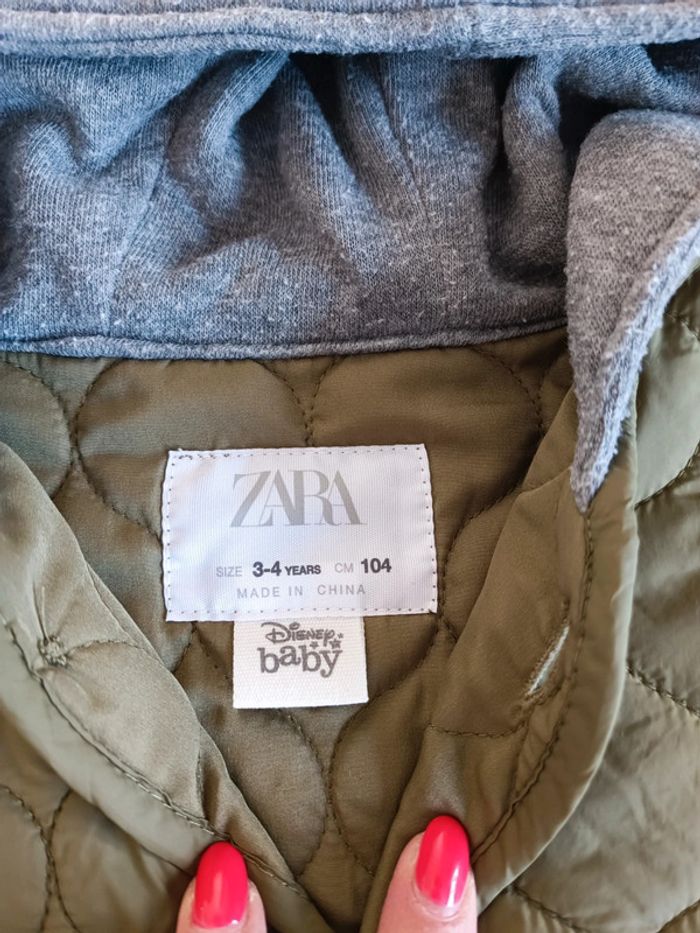 ZARA
SIZE 3-4 YEARS CM 104
MADE IN CHINA
Disney
baby